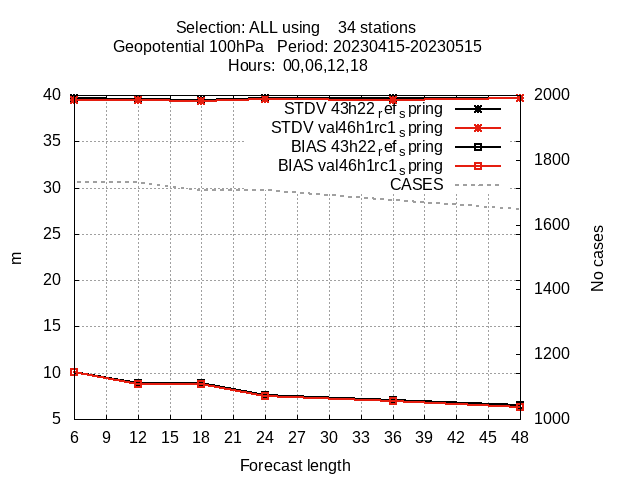 Selection: ALL using    34 stations
Geopotential 100hPa   Period: 20230415-20230515
Hours:  00,06,12,18
40
35
30
25
20
15
10
5
2000
1800
1600
1400
1200
1000
STDV 43h22_ref_spring
STDV val46h1rc1_spring
BIAS 43h22_ref_spring
BIAS val46h1rc1_spring
CASES
m
No cases
6 9 12 15 18 21 24 27 30 33 36 39 42 45 48
Forecast length